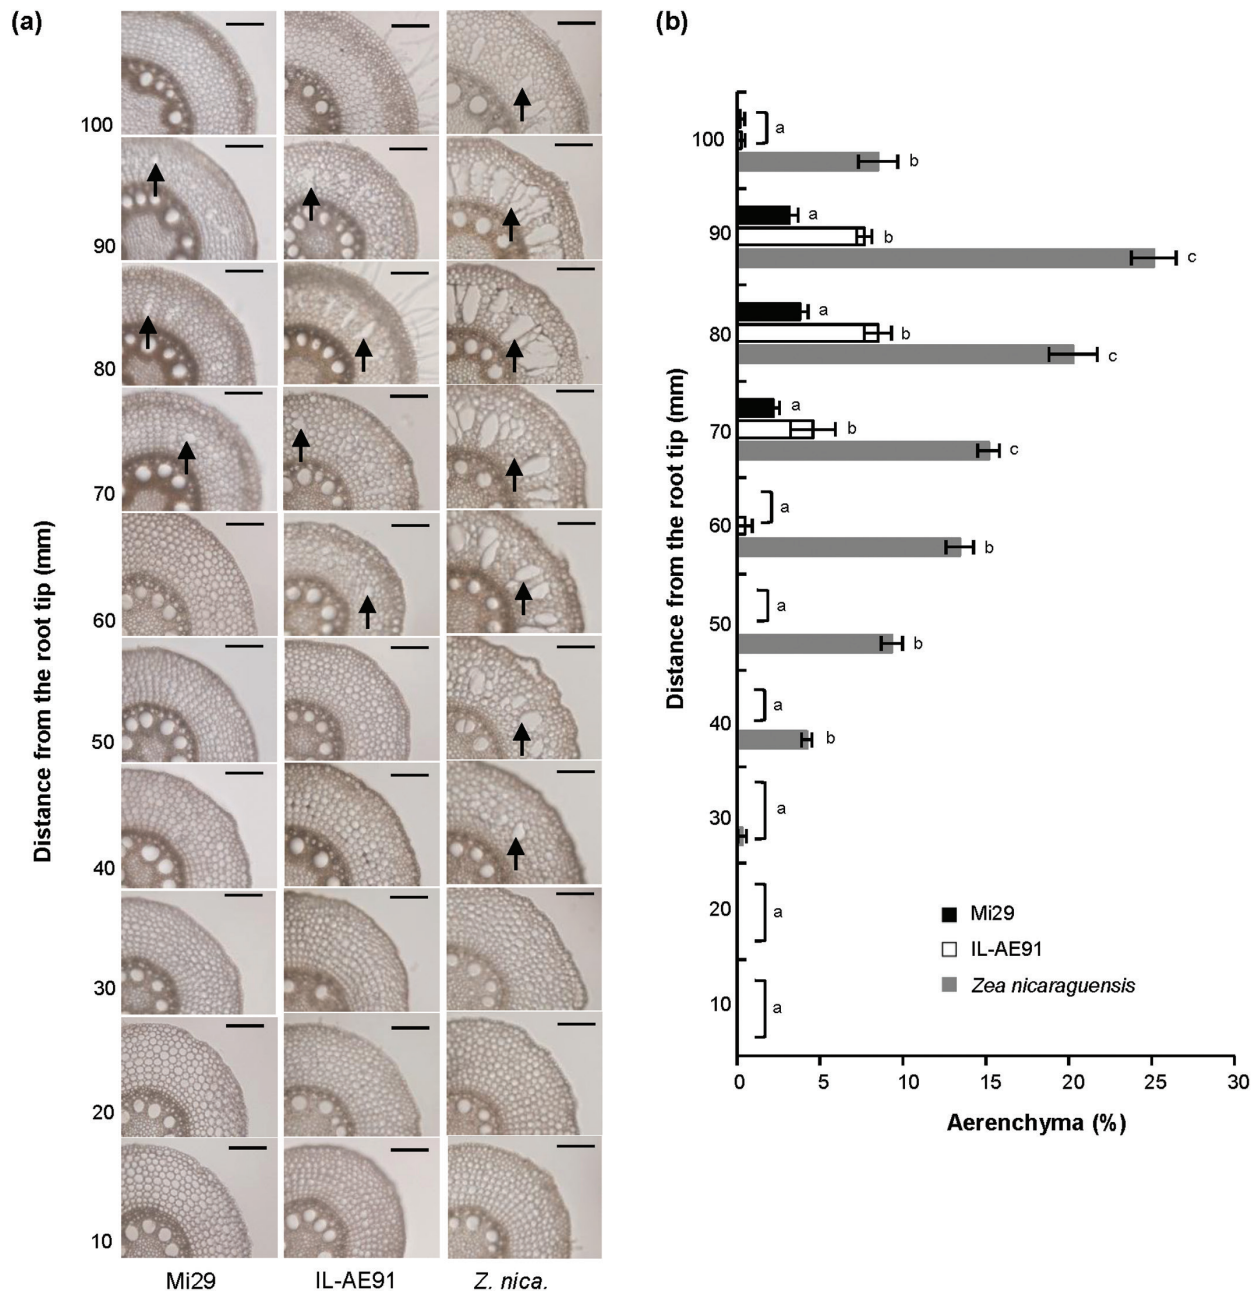 (a)
100
90
80
70
60
50
40
30
20
10
Distance from the root tip (mm)
Mi29 IL-AE91 Z. nica.
(b)
Distance from the root tip (mm)
100
a
b
90
a
b
c
80
a
b
c
70
a
b
c
60
a
b
50
a
b
40
a
b
30
a
20
a
10
a
Mi29
IL-AE91
Zea nicaraguensis
0 5 10 15 20 25 30
Aerenchyma (%)